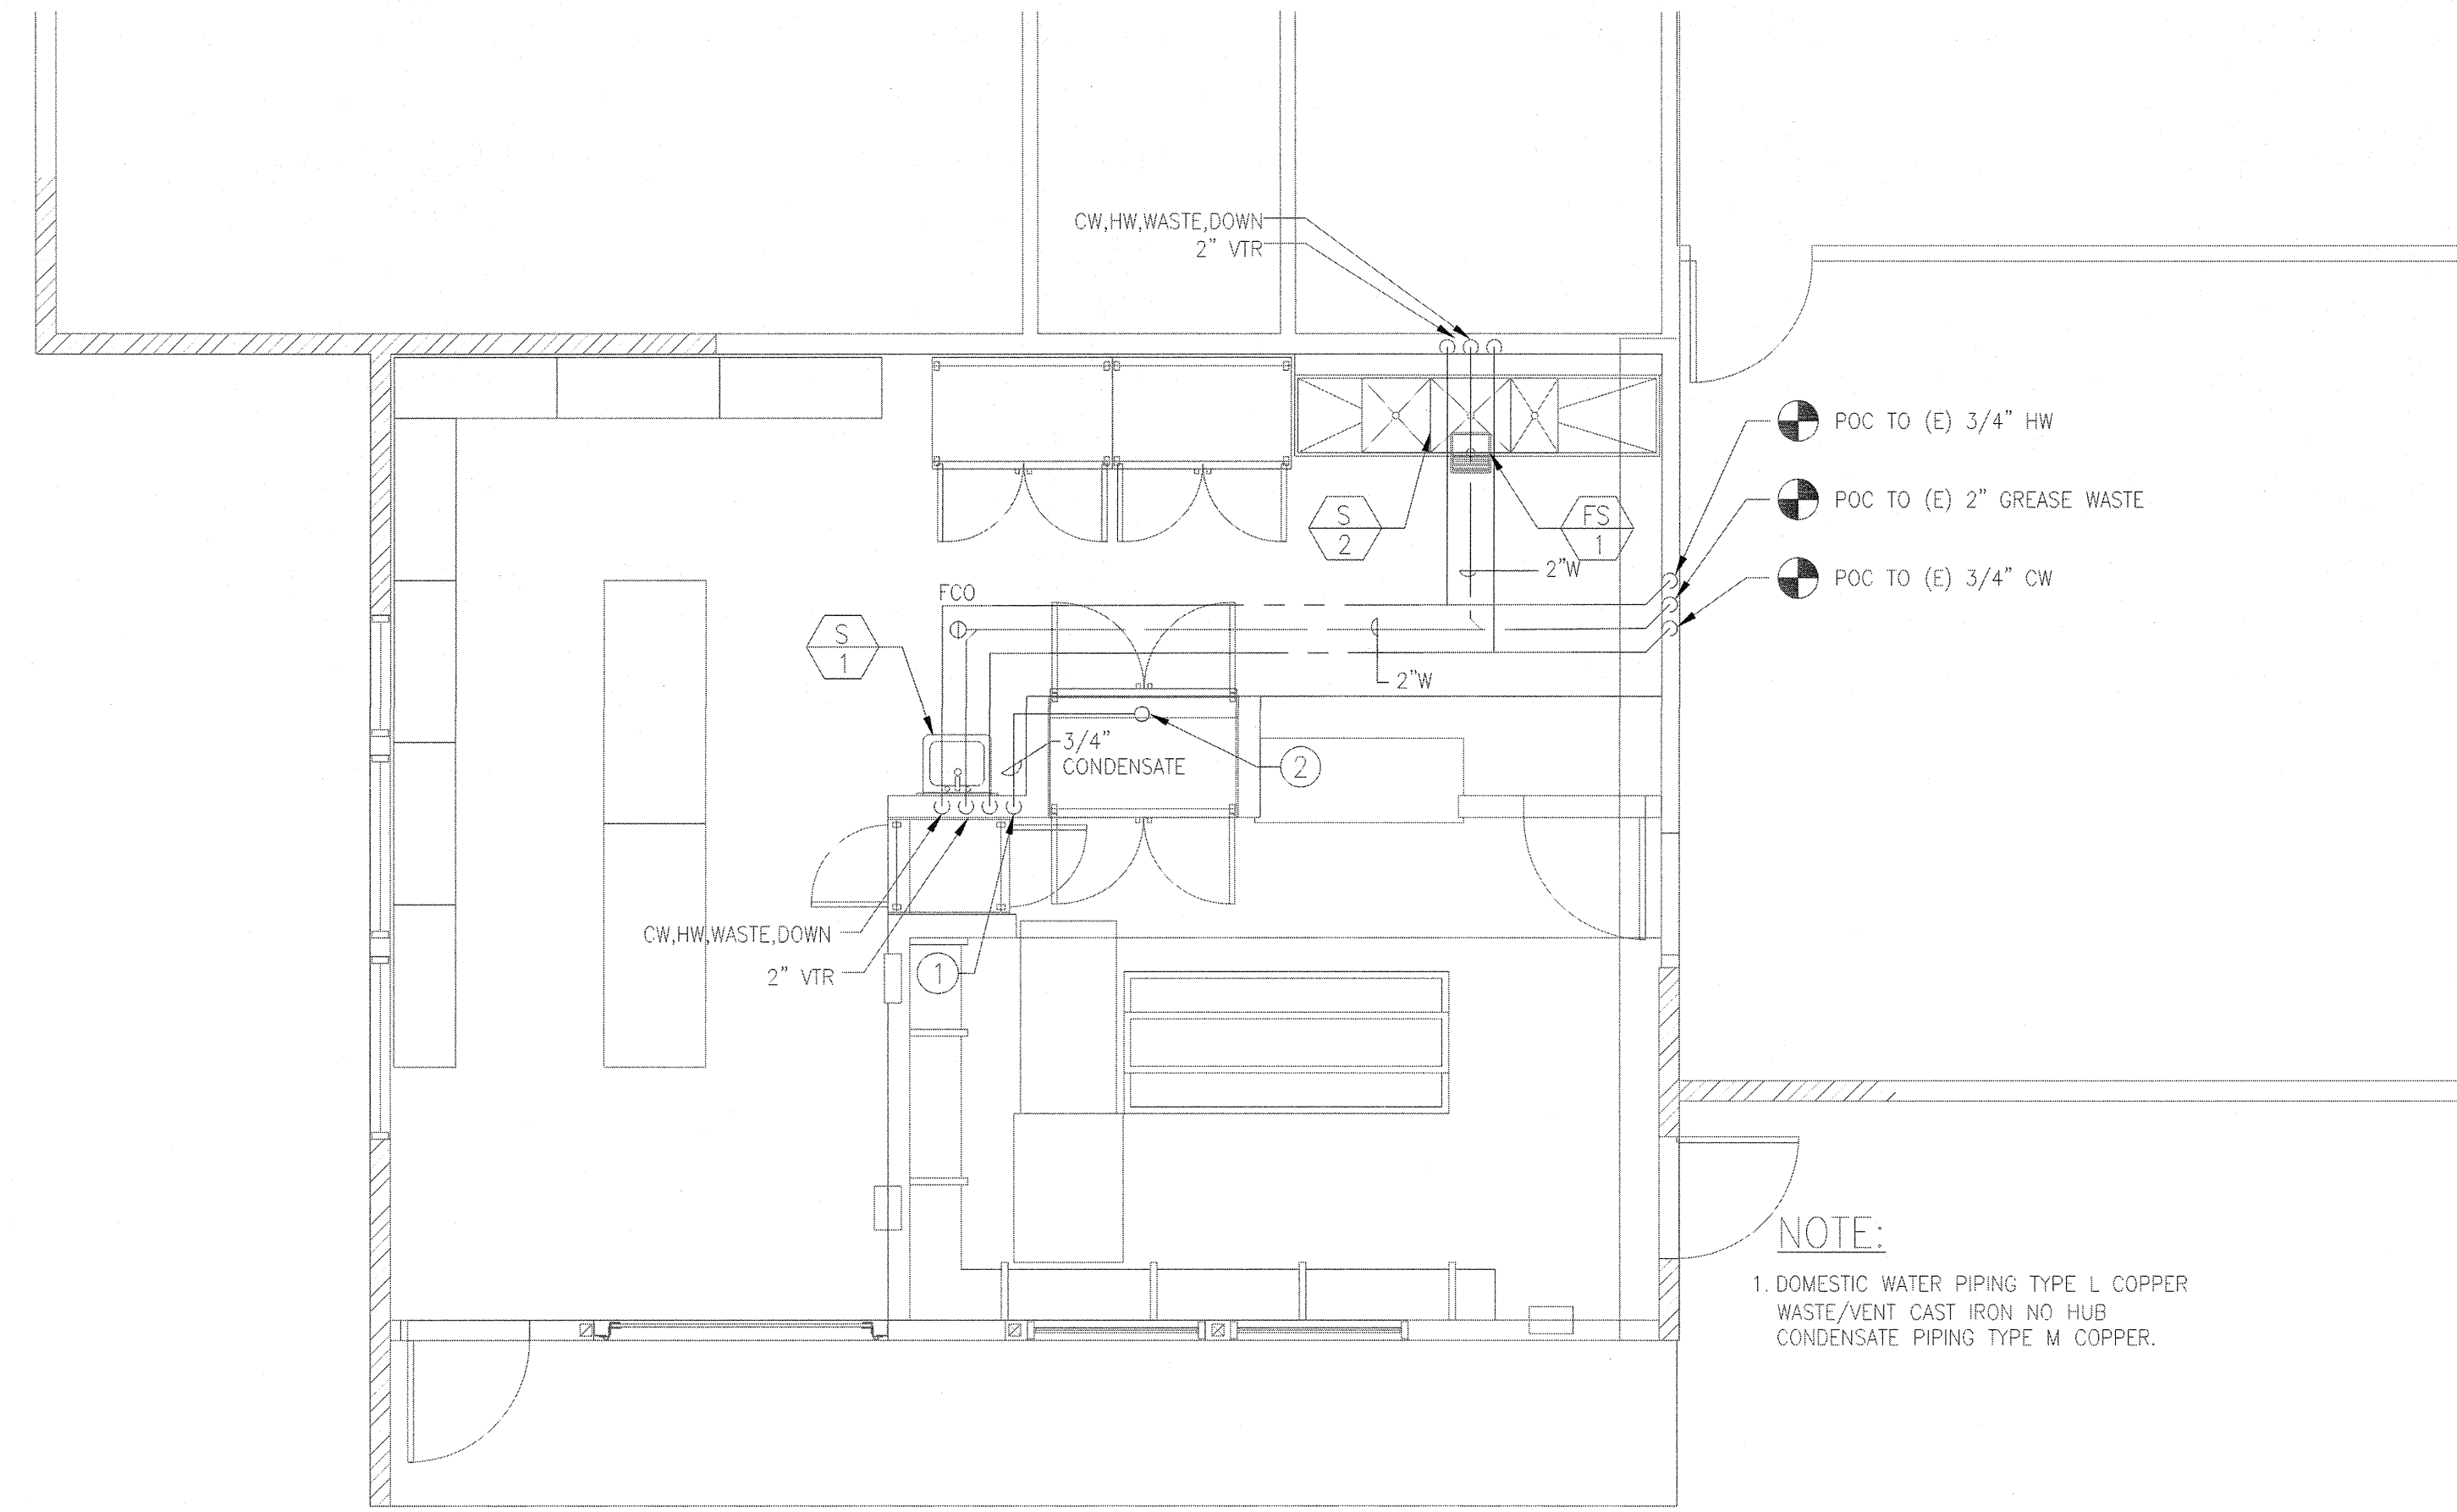 CW,HW,WASTE,DOWN
2" VTR
POC TO (E) 3/4" HW
POC TO (E) 2" GREASE WASTE
POC TO (E) 3/4" CW
S
2
FS
1
2"W
FCO
S
1
2"W
3/4"
CONDENSATE
2
CW,HW,WASTE,DOWN
2" VTR
1
NOTE:
1. DOMESTIC WATER PIPING TYPE L COPPER
WASTE/VENT CAST IRON NO HUB
CONDENSATE PIPING TYPE M COPPER.